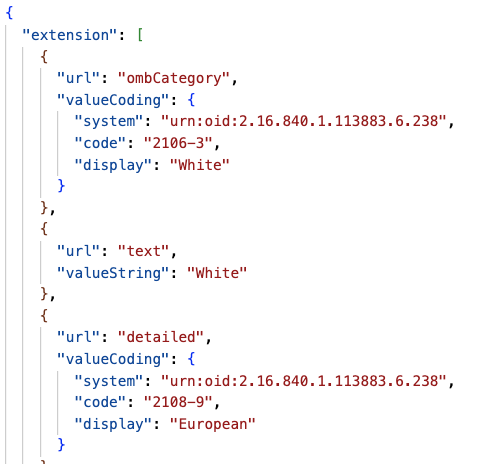 {
  "extension": [
    {
      "url": "ombCategory",
      "valueCoding": {
        "system": "urn:oid:2.16.840.1.113883.6.238",
        "code": "2106-3",
        "display": "White"
      }
    },
    {
      "url": "text",
      "valueString": "White"
    },
    {
      "url": "detailed",
      "valueCoding": {
        "system": "urn:oid:2.16.840.1.113883.6.238",
        "code": "2108-9",
        "display": "European"
      }
    }